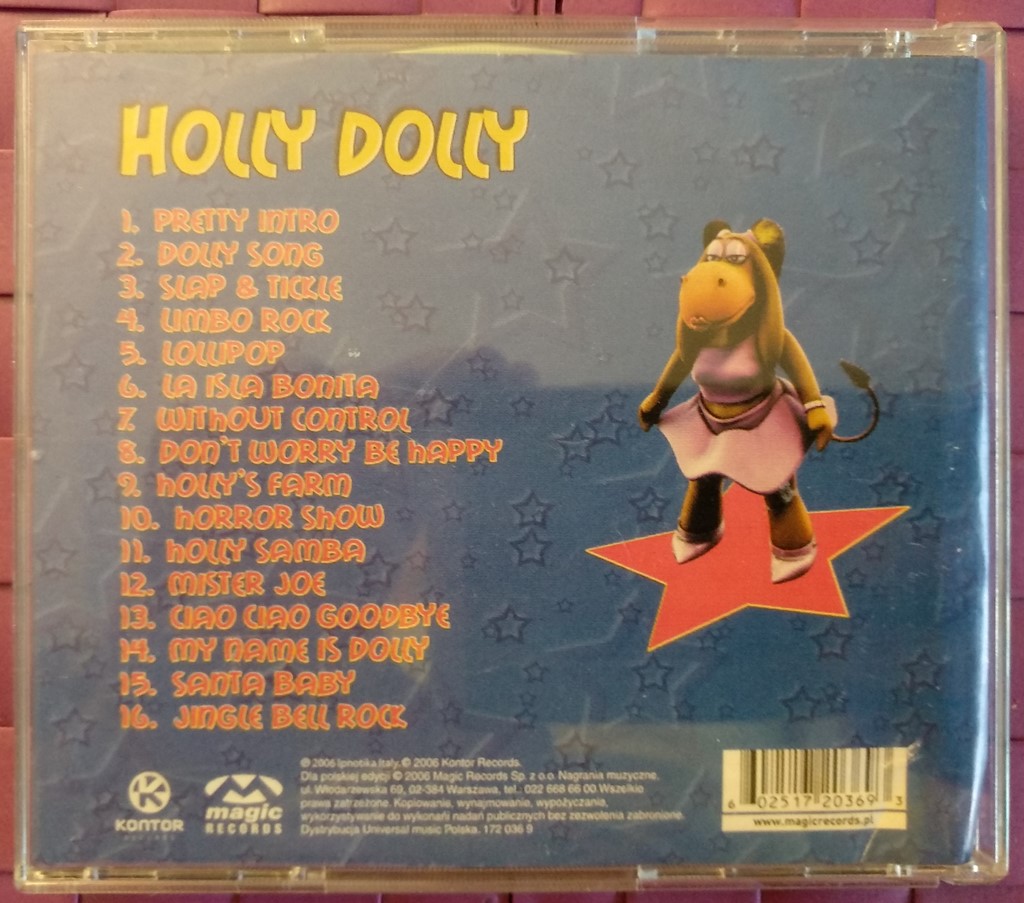 HOLLY DOLLY
1. PRETTY INTRO
2. DOLLY SONG
3. SLAP & TICKLE
4. LIMBO ROCK
5. LOLLIPOP
6. LA ISLA BONITA
7. WITHOUT CONTROL
8. DON'T WORRY BE HAPPY
9. HOLLY'S FARM
10. HORROR SHOW
11. HOLLY SAMBA
12. MISTER JOE
13. CIAO CIAO GOODBYE
14. MY NAME IS DOLLY
15. SANTA BABY
16. JINGLE BELL ROCK
K
KONTOR
RECORDS
magic
RECORDS
℗ 2006 Ipnotika,Italy. © 2006 Kontor Records.
Dla polskiej edycji © 2006 Magic Records Sp. z o.o. Nagrania muzyczne,
ul. Włodarzewska 69, 02-384 Warszawa, tel.: 022 668 66 00 Wszelkie
prawa zatrzeżone. Kopiowanie, wynajmowanie, wypożyczania,
wykorzystywanie do wykonań nadań publicznych bez zezwolenia zabronione.
Dystrybucja Universal music Polska. 172 036 9
6 02517 20369 3
www.magicrecords.pl